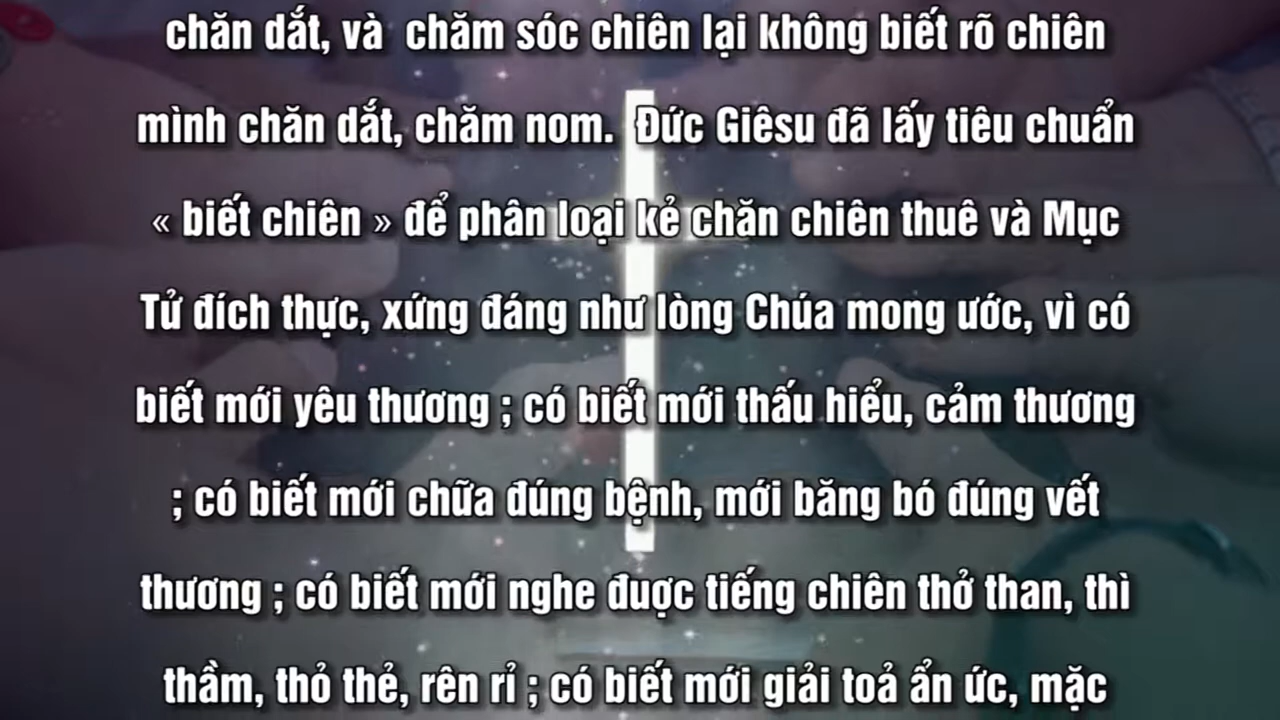 chăn dắt, và chăm sóc chiên lại không biết rõ chiên
mình chăn dắt, chăm nom. Đức Giêsu đã lấy tiêu chuẩn
« biết chiên » để phân loại kẻ chăn chiên thuê và Mục
Tử đích thực, xứng đáng như lòng Chúa mong ước, vì có
biết mới yêu thương ; có biết mới thấu hiểu, cảm thương
; có biết mới chữa đúng bệnh, mới băng bó đúng vết
thương ; có biết mới nghe đuợc tiếng chiên thở than, thì
thầm, thỏ thẻ, rên rỉ ; có biết mới giải toả ẩn ức, mặc